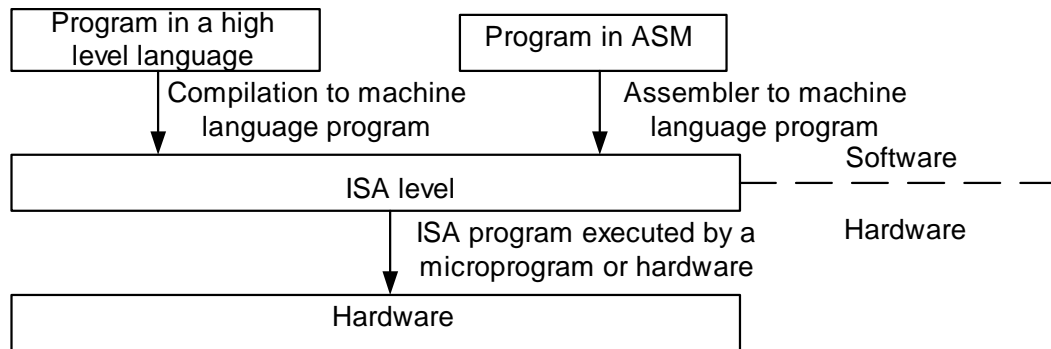 Program in a high
level language
Program in ASM
Compilation to machine
language program
Assembler to machine
language program
Software
ISA level
Hardware
ISA program executed by a
microprogram or hardware
Hardware